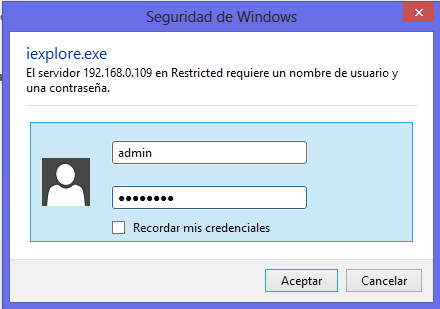 Seguridad de Windows
iexplore.exe
El servidor 192.168.0.109 en Restricted requiere un nombre de usuario y
una contraseña.
admin
●●●●●●●●
Recordar mis credenciales
Aceptar
Cancelar